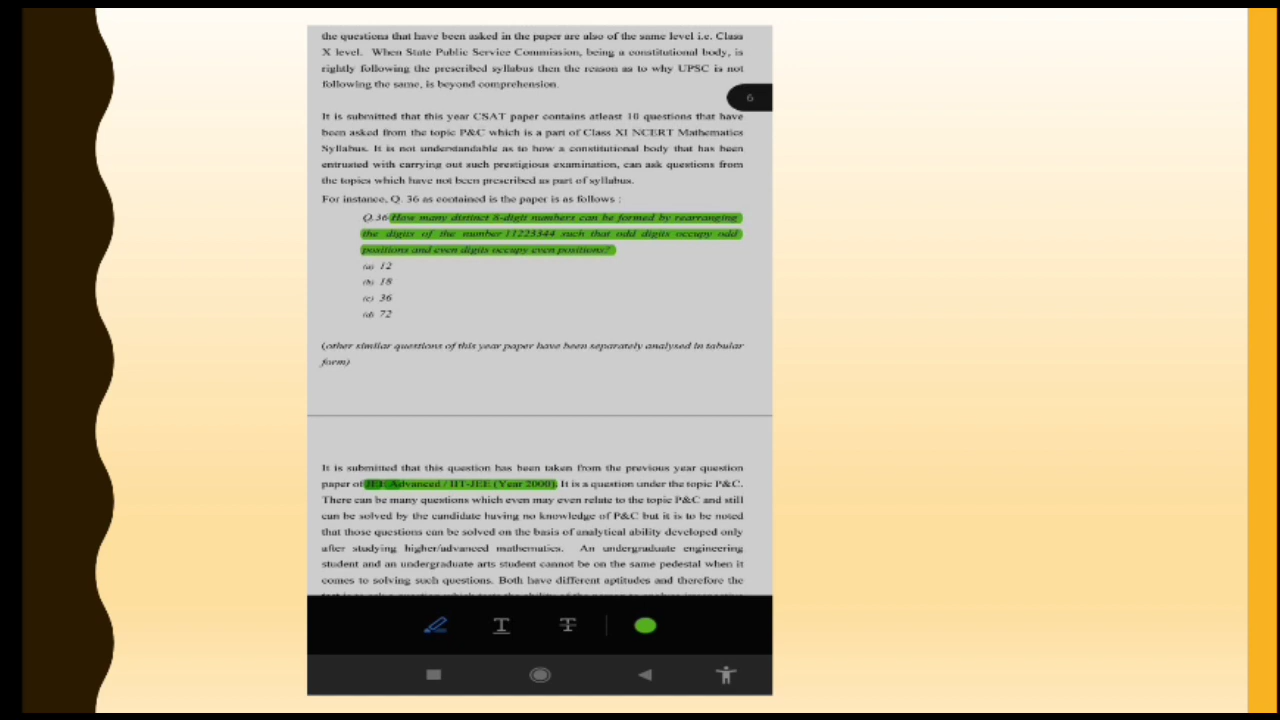 the questions that have been asked in the paper are also of the same level i.e. Class
X level. When State Public Service Commission, being a constitutional body, is
rightly following the prescribed syllabus then the reason as to why UPSC is not
following the same, is beyond comprehension.
6
It is submitted that this year CSAT paper contains atleast 10 questions that have
been asked from the topic P&C which is a part of Class XI NCERT Mathematics
Syllabus. It is not understandable as to how a constitutional body that has been
entrusted with carrying out such prestigious examination, can ask questions from
the topics which have not been prescribed as part of syllabus.
For instance, Q. 36 as contained is the paper is as follows :
Q.36 How many distinct 8-digit numbers can be formed by rearranging
the digits of the number 11223344 such that odd digits occupy odd
positions and even digits occupy even positions?
(a) 12
(b) 18
(c) 36
(d) 72
(other similar questions of this year paper have been separately analysed in tabular
form)
It is submitted that this question has been taken from the previous year question
paper of JEE Advanced / IIT-JEE (Year 2000). It is a question under the topic P&C.
There can be many questions which even may even relate to the topic P&C and still
can be solved by the candidate having no knowledge of P&C but it is to be noted
that those questions can be solved on the basis of analytical ability developed only
after studying higher/advanced mathematics. An undergraduate engineering
student and an undergraduate arts student cannot be on the same pedestal when it
comes to solving such questions. Both have different aptitudes and therefore the